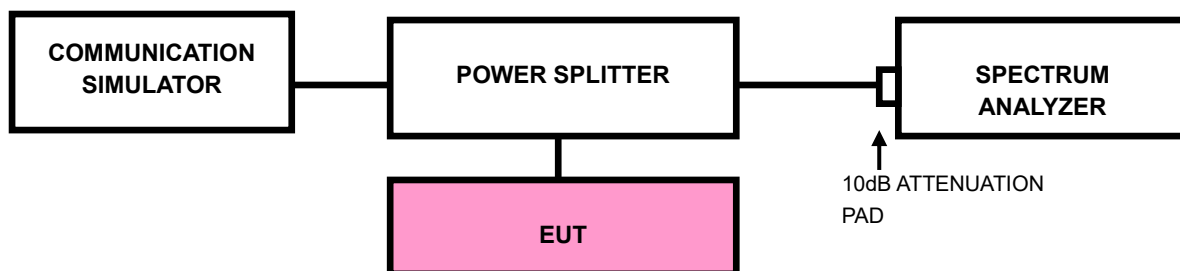 COMMUNICATION
SIMULATOR
POWER SPLITTER
SPECTRUM
ANALYZER
10dB ATTENUATION
PAD
EUT